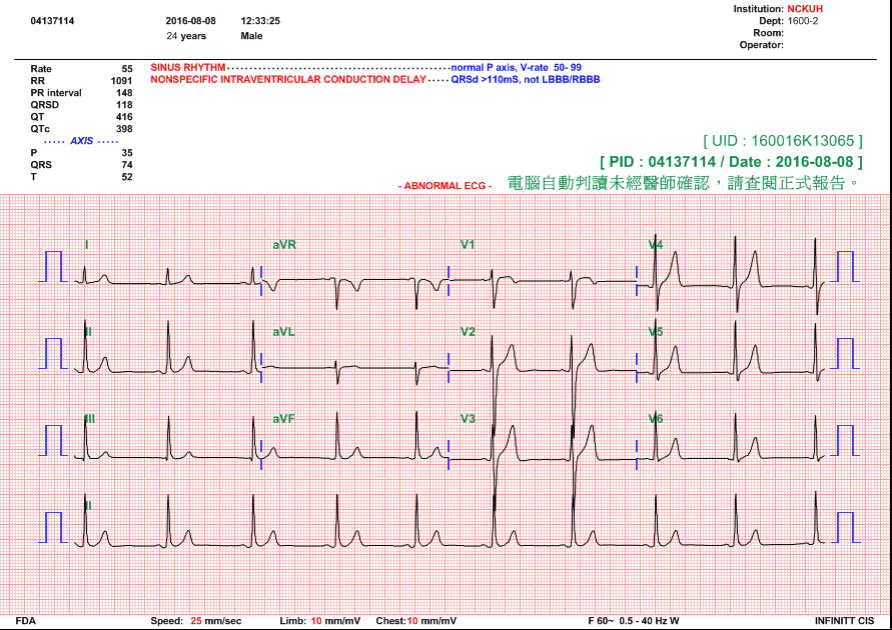 Institution: NCKUH
04137114 2016-08-08 12:33:25 Dept: 1600-2
24 years Male Room:
Operator:
Rate 55 SINUS RHYTHM normal P axis, V-rate 50- 99
RR 1091 NONSPECIFIC INTRAVENTRICULAR CONDUCTION DELAY QRSd >110mS, not LBBB/RBBB
PR interval 148
QRSD 118
QT 416
QTc 398
----- AXIS -----
P 35
QRS 74
T 52
[ UID : 160016K13065 ]
[ PID : 04137114 / Date : 2016-08-08 ]
- ABNORMAL ECG - 電腦自動判讀未經醫師確認，請查閱正式報告。
I aVR V1 V4
II aVL V2 V5
III aVF V3 V6
II
FDA Speed: 25 mm/sec Limb: 10 mm/mV Chest:10 mm/mV F 60~ 0.5 - 40 Hz W INFINITT CIS